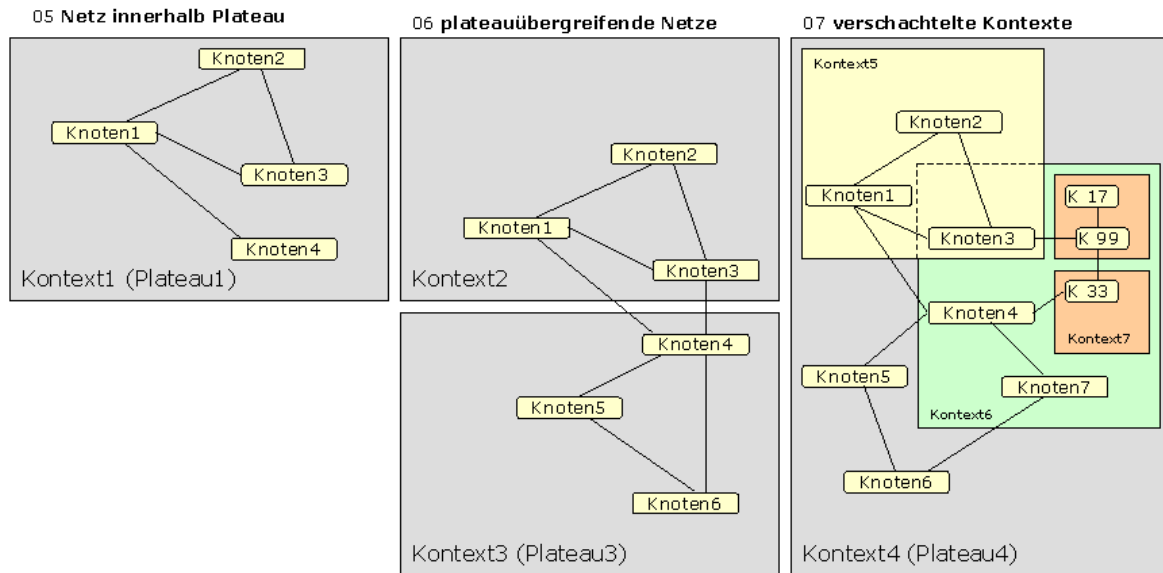 05 Netz innerhalb Plateau
Knoten2
Knoten1
Knoten3
Knoten4
Kontext1 (Plateau1)
06 plateauübergreifende Netze
Knoten2
Knoten1
Knoten3
Kontext2
Knoten4
Knoten5
Knoten6
Kontext3 (Plateau3)
07 verschachtelte Kontexte
Kontext5
Knoten2
Knoten1
K 17
Knoten3
K 99
K 33
Knoten4
Kontext7
Knoten5
Knoten7
Kontext6
Knoten6
Kontext4 (Plateau4)